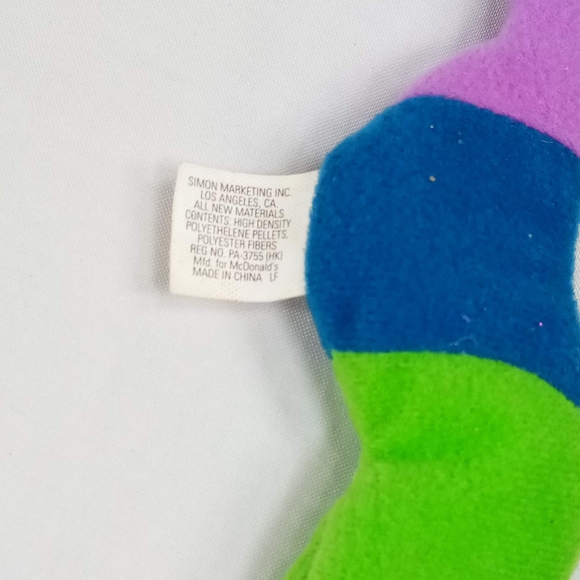 SIMON MARKETING INC.
LOS ANGELES, CA.
ALL NEW MATERIALS
CONTENTS: HIGH DENSITY
POLYETHELENE PELLETS,
POLYESTER FIBERS
REG NO. PA-3755 (HK)
Mfd. for McDonald's
MADE IN CHINA LF